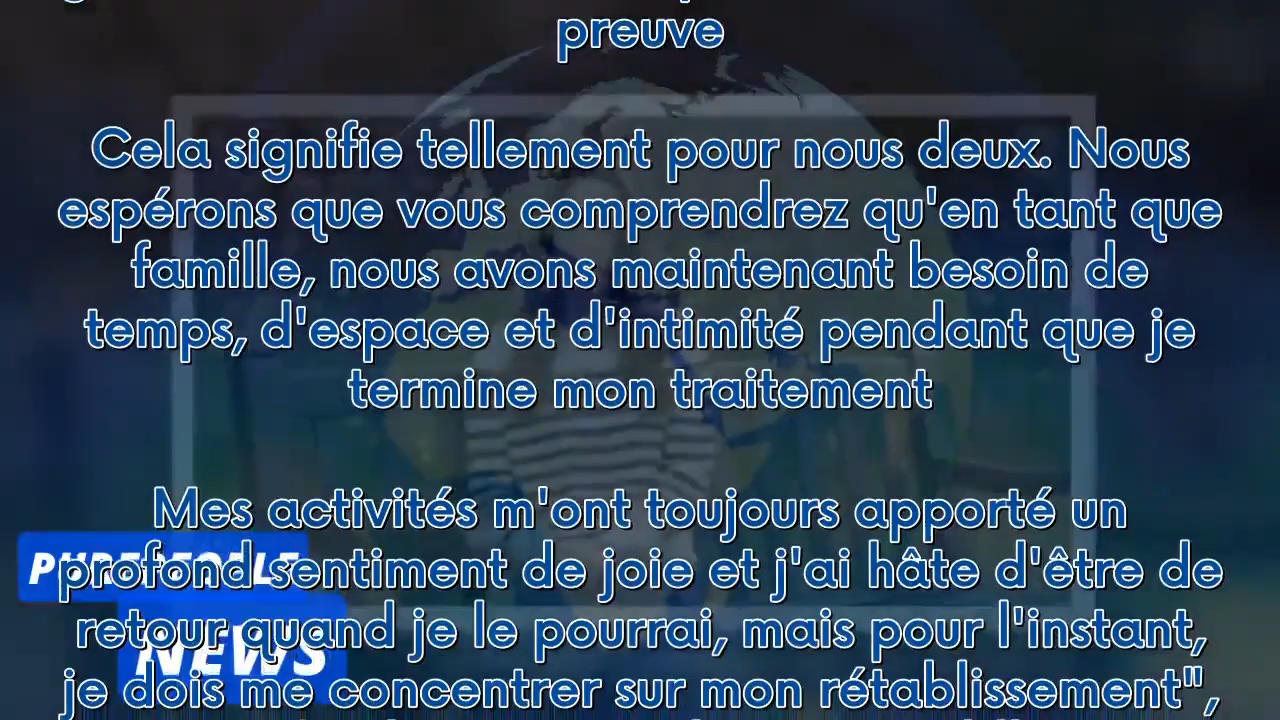 preuve
Cela signifie tellement pour nous deux. Nous
espérons que vous comprendrez qu'en tant que
famille, nous avons maintenant besoin de
temps, d'espace et d'intimité pendant que je
termine mon traitement
Mes activités m'ont toujours apporté un
profond sentiment de joie et j'ai hâte d'être de
retour quand je le pourrai, mais pour l'instant,
NEWS
je dois me concentrer sur mon rétablissement",